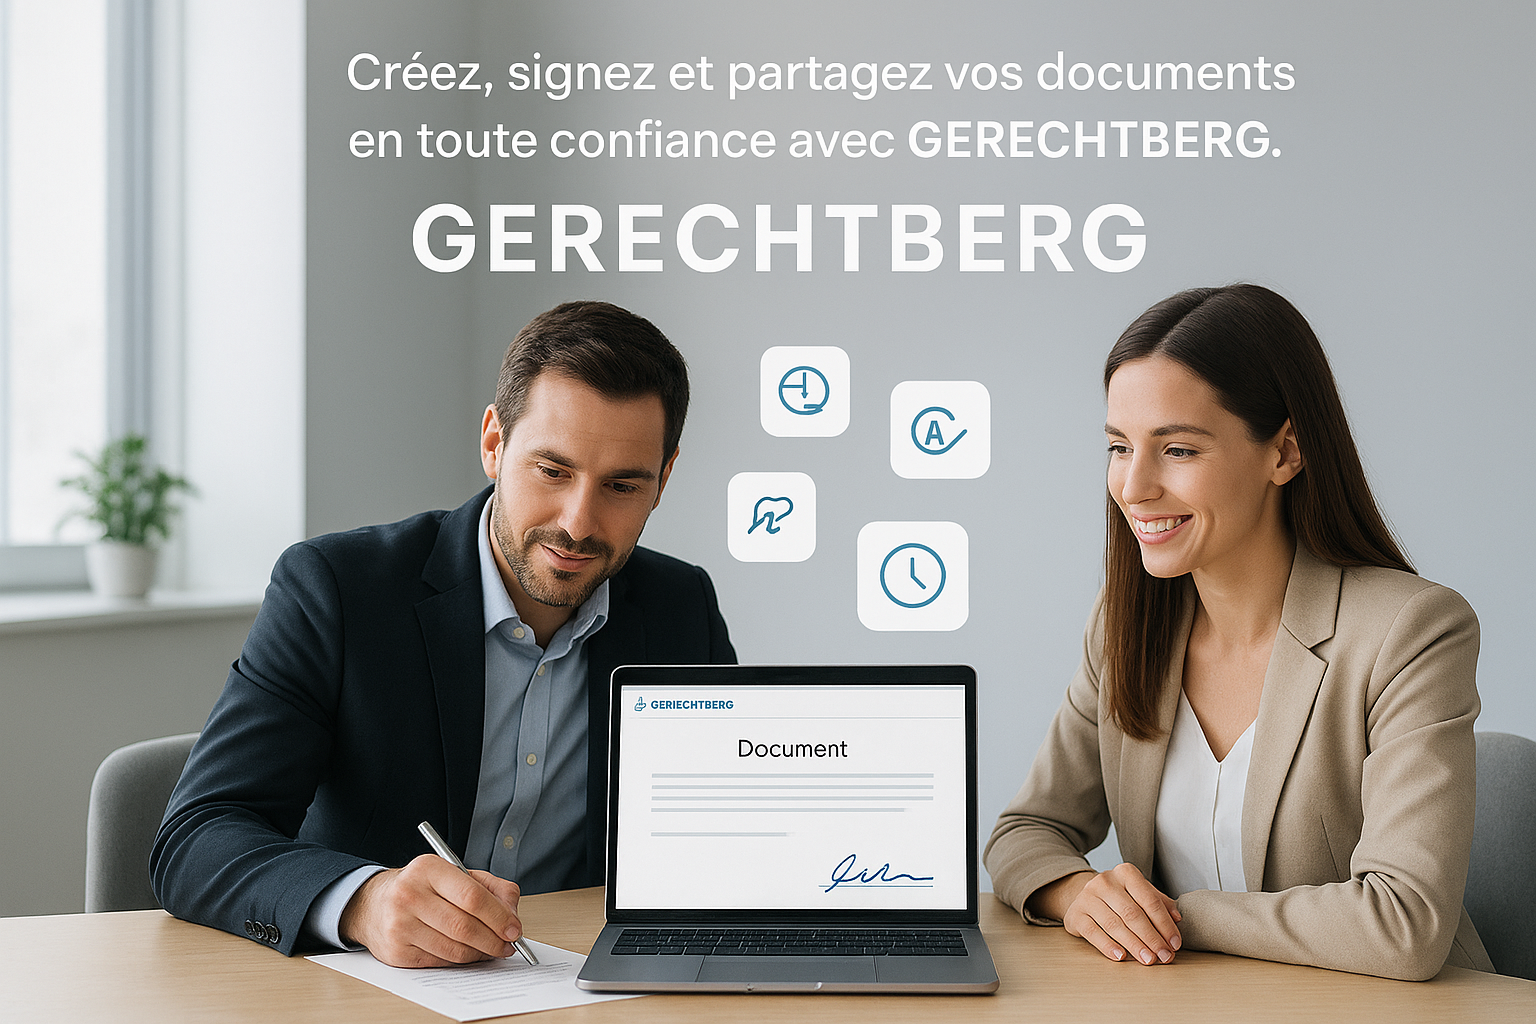 Créez, signez et partagez vos documents
en toute confiance avec GERECHTBERG.
GERECHTBERG
A
GERIECHTBERG
Document